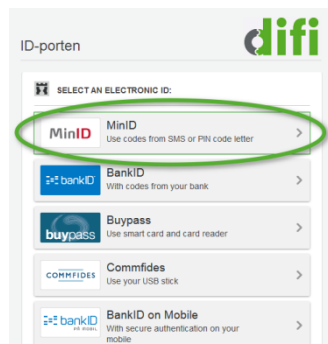 difi
ID-porten
SELECT AN ELECTRONIC ID:
MinID
MinID
Use codes from SMS or PIN code letter
bankID
BankID
With codes from your bank
buypass
Buypass
Use smart card and card reader
COMMFIDES
Commfides
Use your USB stick
bankID
BankID on Mobile
With secure authentication on your
mobile